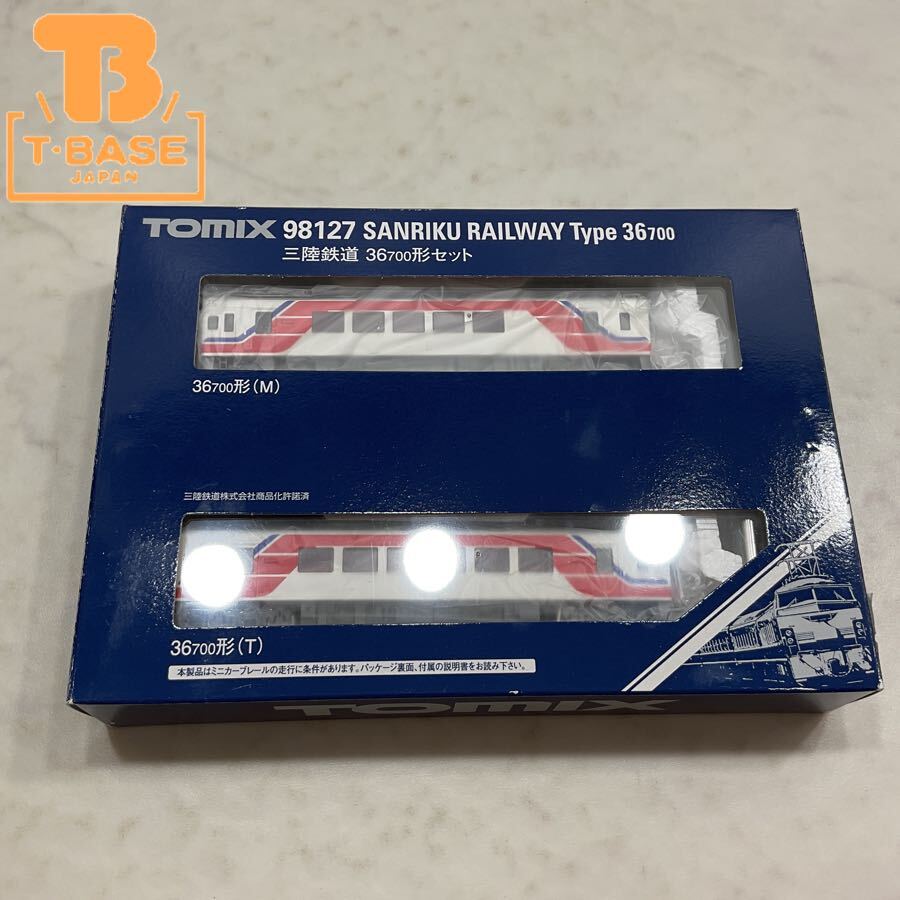 T・BASE
JAPAN
TOMIX 98127 SANRIKU RAILWAY Type 36700
三陸鉄道 36700形セット
36700形(M)
三陸鉄道株式会社商品化許諾済
36700形(T)
本製品はミニカーブレールの走行に条件があります。パッケージ裏面、付属の説明書をお読み下さい。
TOMIX